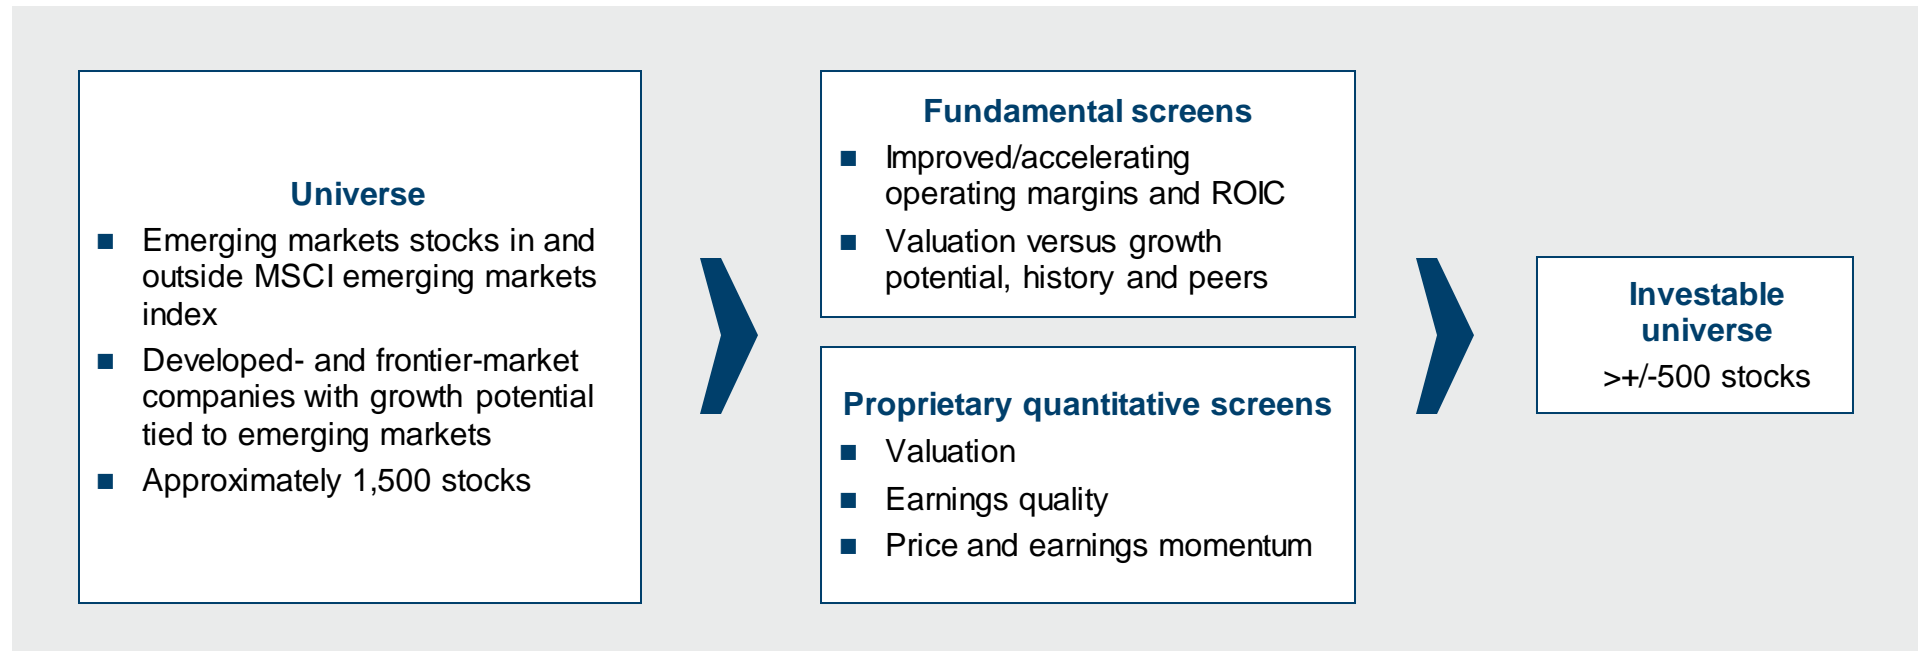 Universe
Emerging markets stocks in and
outside MSCI emerging markets
index
Developed- and frontier-market
companies with growth potential
tied to emerging markets
Approximately 1,500 stocks
Fundamental screens
Improved/accelerating
operating margins and ROIC
Valuation versus growth
potential, history and peers
Proprietary quantitative screens
Valuation
Earnings quality
Price and earnings momentum
Investable
universe
>+/-500 stocks